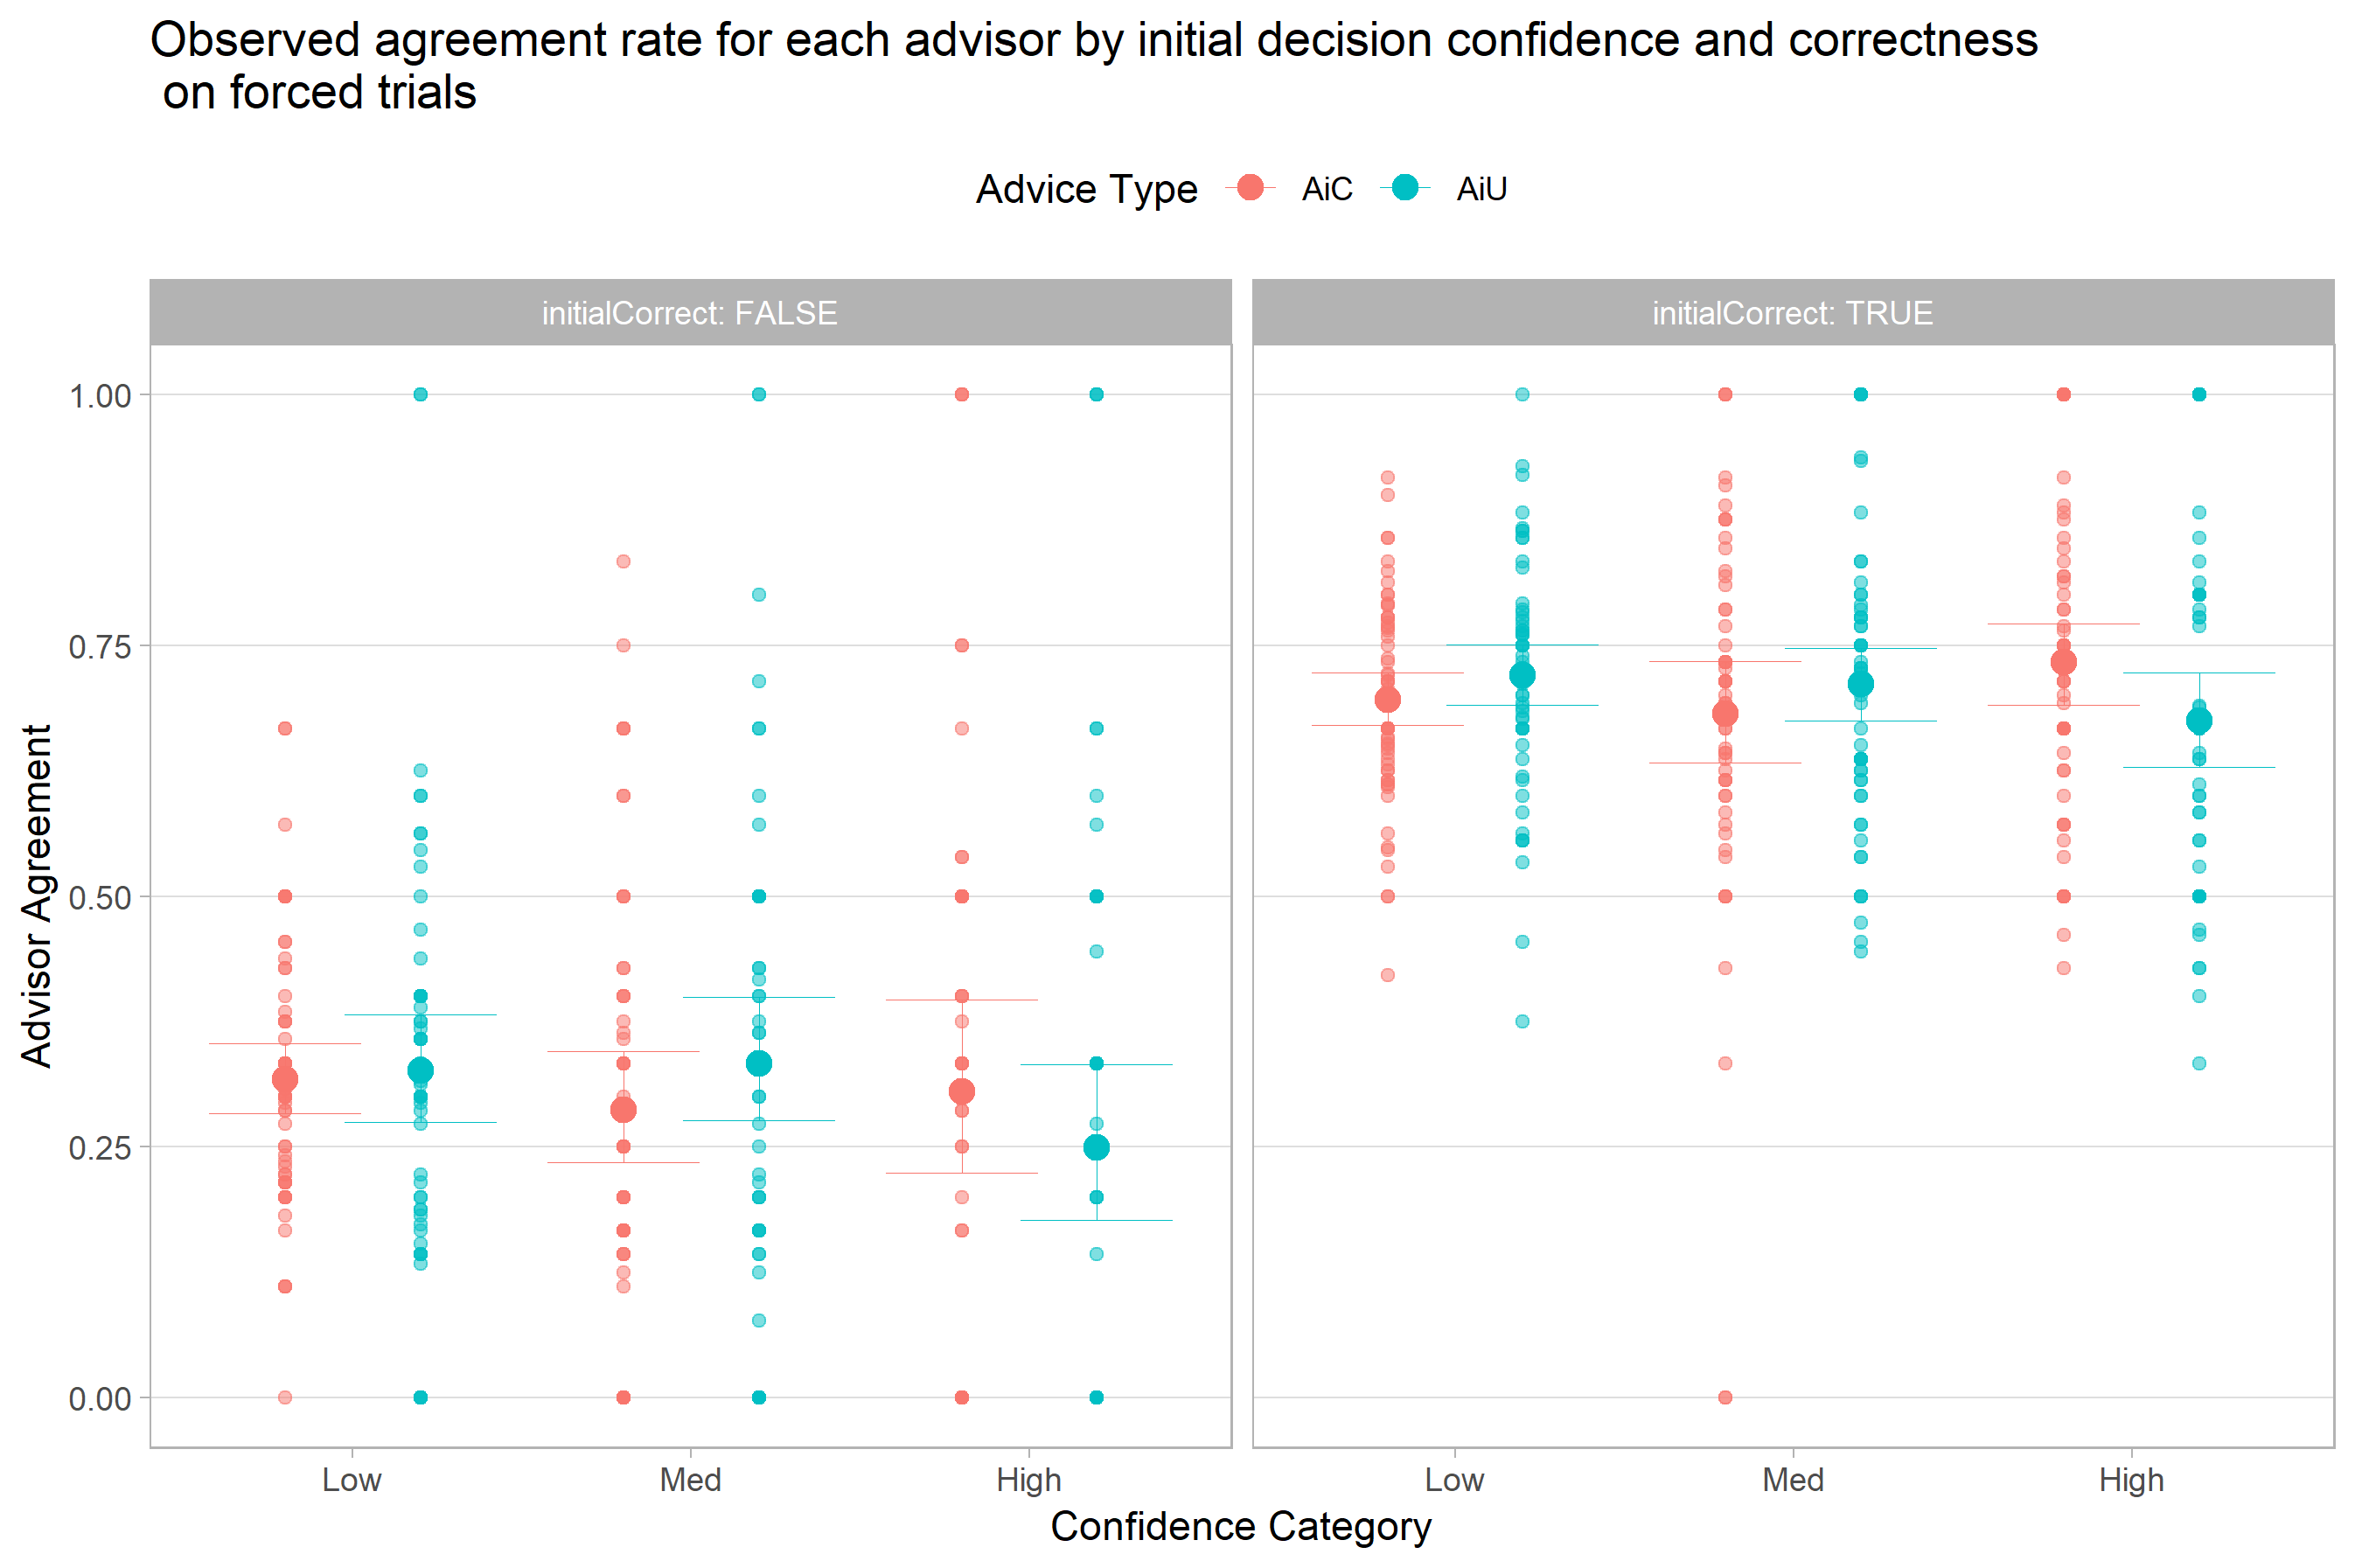 Observed agreement rate for each advisor by initial decision confidence and correctness
on forced trials
Advice Type AiC AiU
initialCorrect: FALSE initialCorrect: TRUE
1.00
0.75
0.50
0.25
0.00
Advisor Agreement
Low Med High Low Med High
Confidence Category